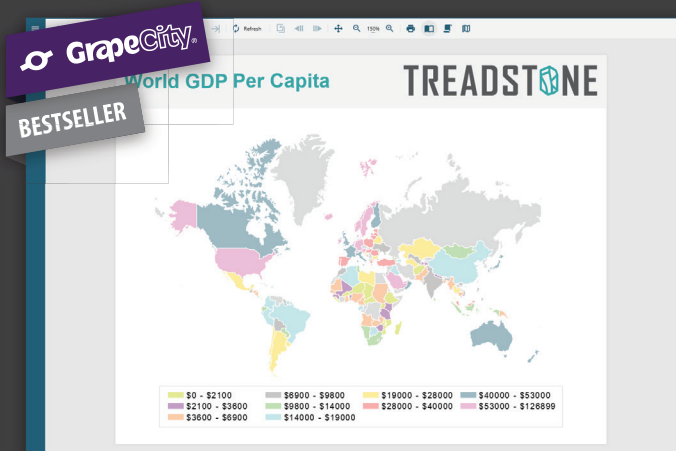 GrapeCity®
BESTSELLER
Refresh
150%
World GDP Per Capita
TREADSTONE
$0 - $2100
$6900 - $9800
$19000 - $28000
$40000 - $53000
$2100 - $3600
$9800 - $14000
$28000 - $40000
$53000 - $126899
$3600 - $6900
$14000 - $19000